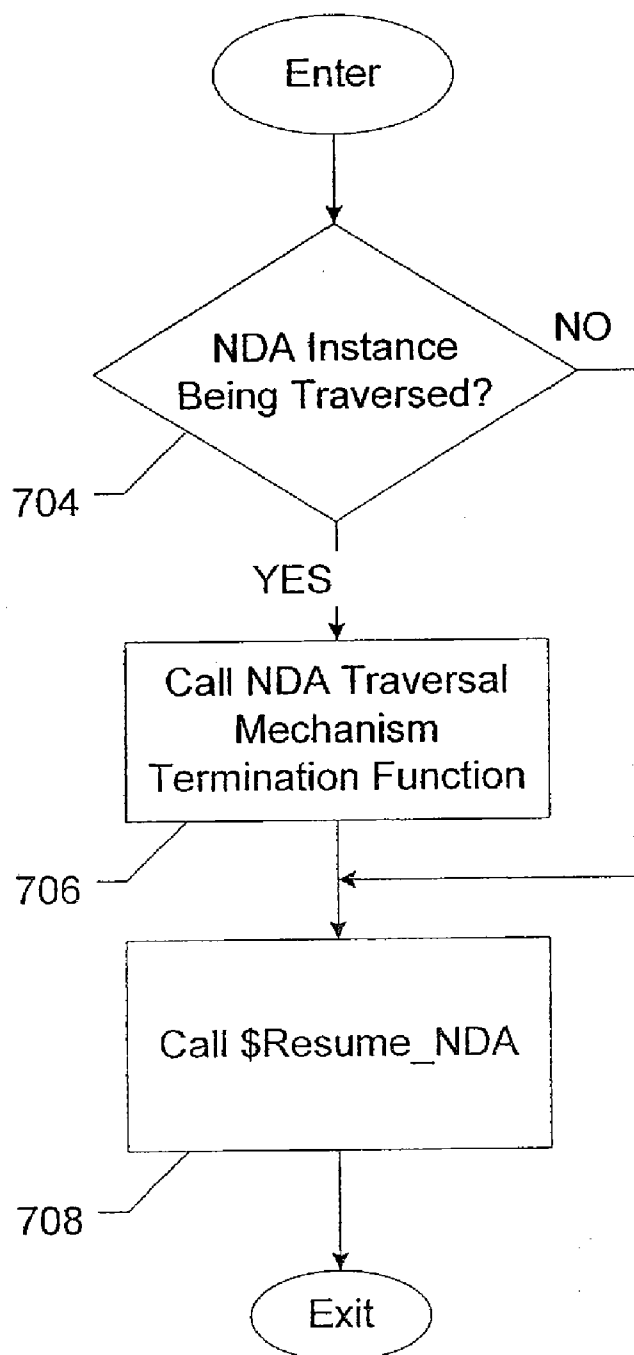 Enter
NDA Instance
Being Traversed?
NO
704
YES
Call NDA Traversal
Mechanism
Termination Function
706
Call $Resume_NDA
708
Exit